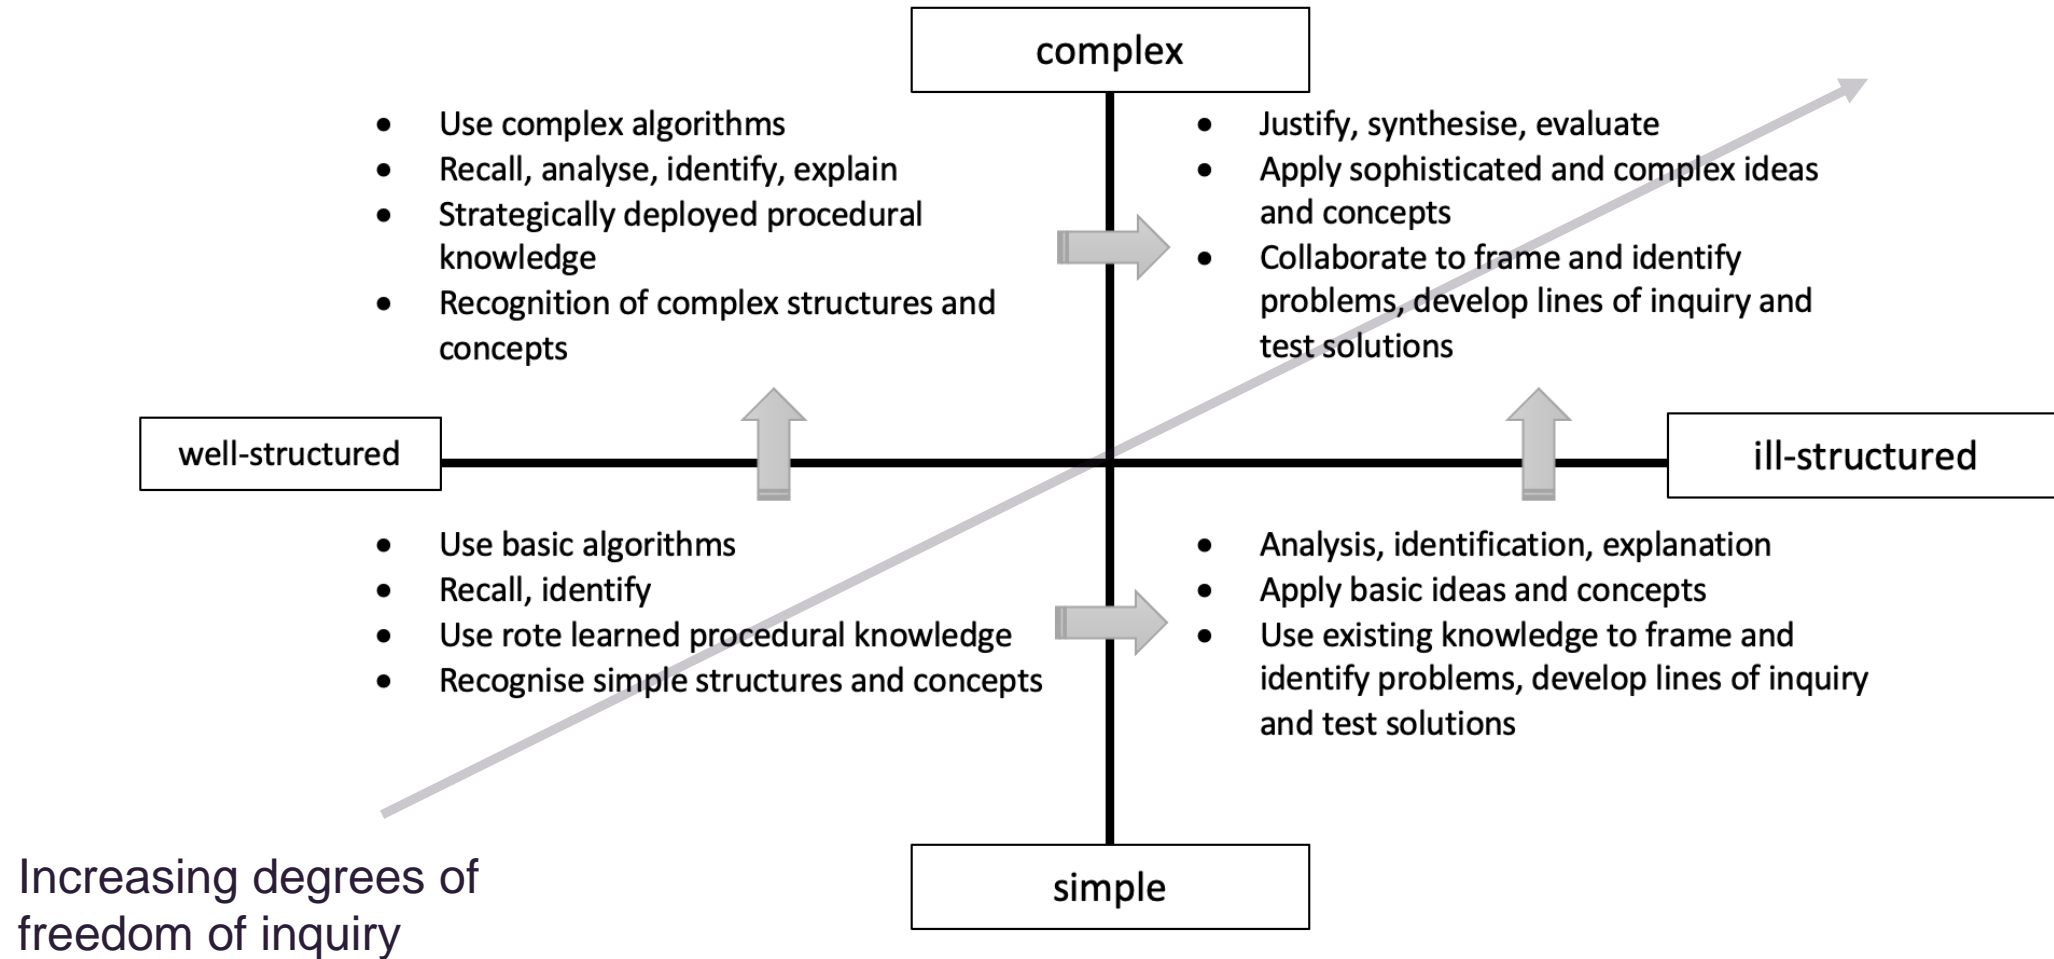 complex
• Use complex algorithms
• Recall, analyse, identify, explain
• Strategically deployed procedural
knowledge
• Recognition of complex structures and
concepts
• Justify, synthesise, evaluate
• Apply sophisticated and complex ideas
and concepts
• Collaborate to frame and identify
problems, develop lines of inquiry and
test solutions
well-structured
ill-structured
• Use basic algorithms
• Recall, identify
• Use rote learned procedural knowledge
• Recognise simple structures and concepts
• Analysis, identification, explanation
• Apply basic ideas and concepts
• Use existing knowledge to frame and
identify problems, develop lines of inquiry
and test solutions
simple
Increasing degrees of
freedom of inquiry